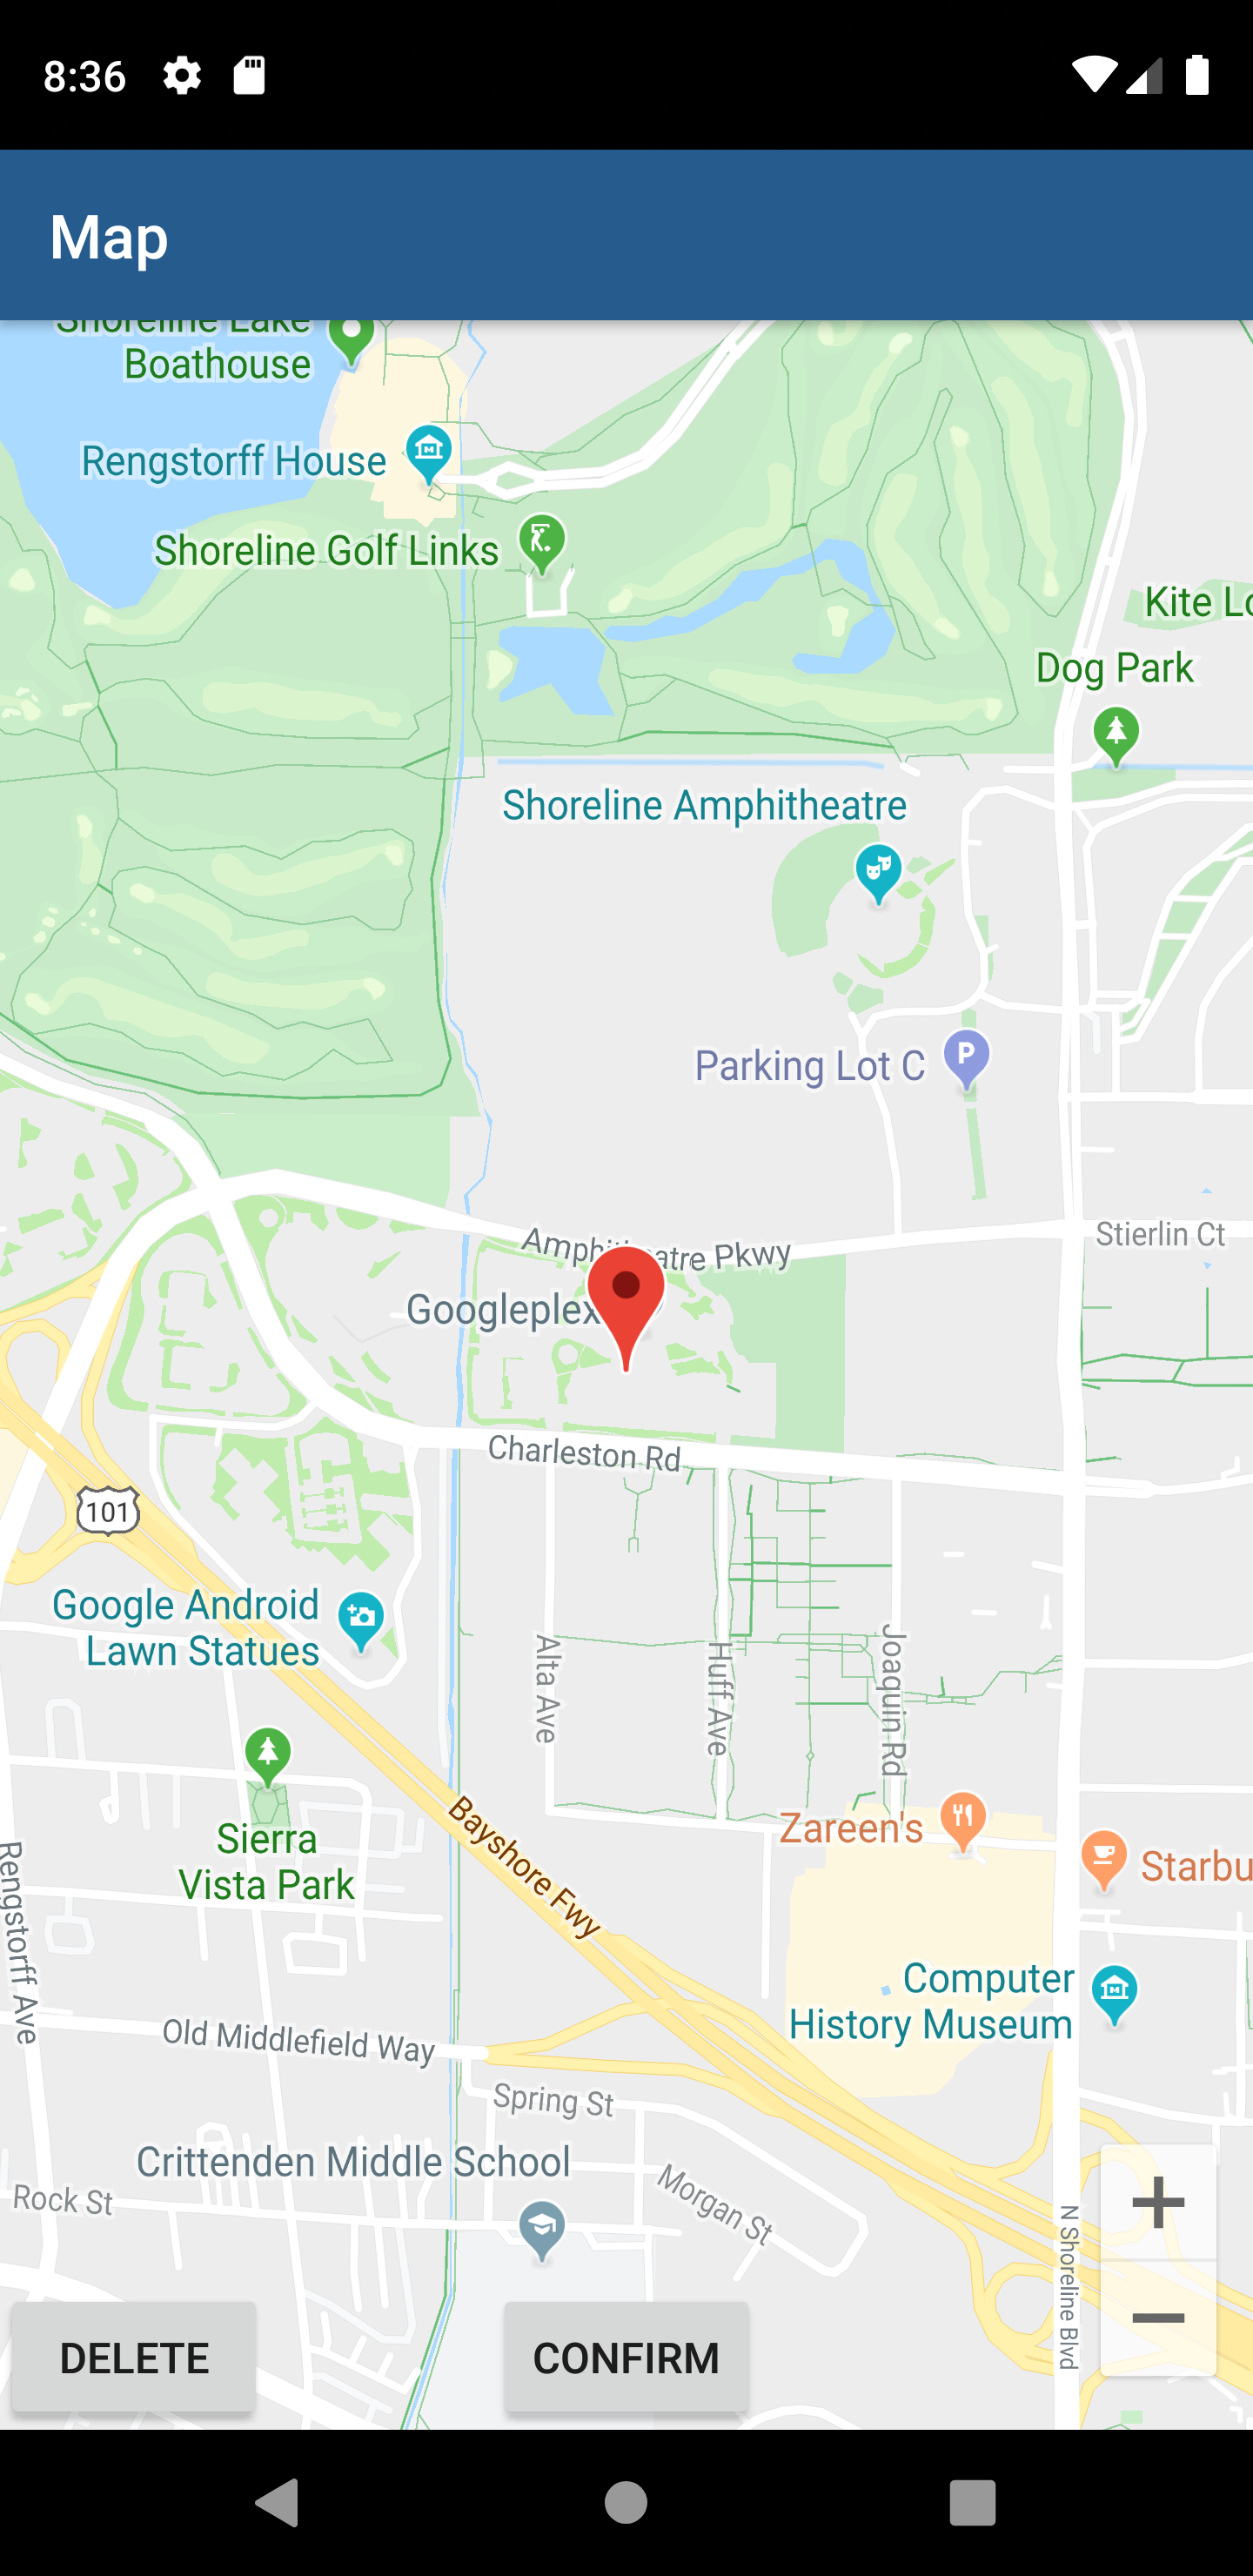 8:36
Map
Shoreline Lake
Boathouse
Rengstorff House
Shoreline Golf Links
Kite Lo
Dog Park
Shoreline Amphitheatre
P
Parking Lot C
Stierlin Ct
Pkwy
Googleplex
Charleston Rd
101
Google Android
Lawn Statues
Alta Ave
Huff Ave
Joaquin Rd
Sierra
Vista Park
Bayshore Fwy
Zareen's
Starbu
Rengstorff Ave
Computer
History Museum
Old Middlefield Way
Spring St
Crittenden Middle School
Morgan St
Rock St
N Shoreline Blvd
+
−
DELETE
CONFIRM